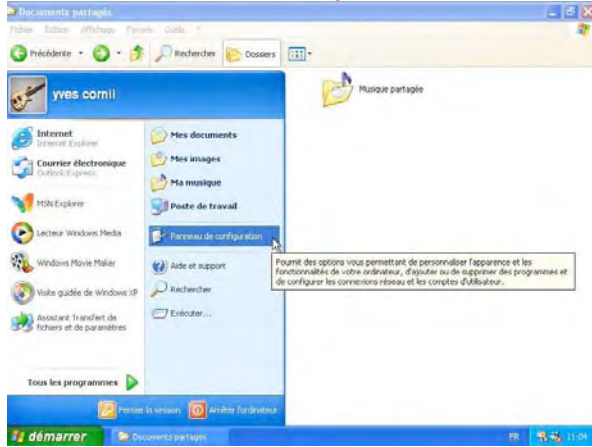 Documents partagés
Fichier Edition Affichage Favoris Outils ?
Précédente Rechercher Dossiers
yves cornil
Musique partagée
Internet
Internet Explorer
Courrier électronique
Outlook Express
MSN Explorer
Lecteur Windows Media
Windows Movie Maker
Visite guidée de Windows XP
Assistant Transfert de
fichiers et de paramètres
Tous les programmes
Mes documents
Mes images
Ma musique
Poste de travail
Panneau de configuration
Aide et support
Rechercher
Exécuter...
Fournit des options vous permettant de personnaliser l'apparence et les
fonctionnalités de votre ordinateur, d'ajouter ou de supprimer des programmes et
de configurer les connexions réseau et les comptes d'utilisateur.
Fermer la session Arrêter l'ordinateur
démarrer Documents partagés FR 11:04